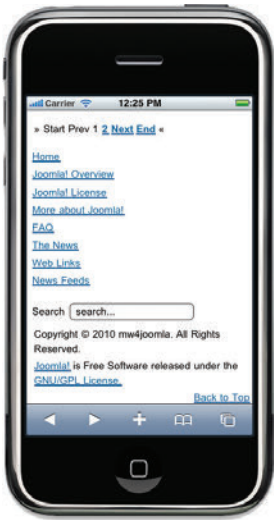 Carrier 12:25 PM
» Start Prev 1 2 Next End «
Home
Joomla! Overview
Joomla! License
More about Joomla!
FAQ
The News
Web Links
News Feeds
Search search...
Copyright © 2010 mw4joomla. All Rights
Reserved.
Joomla! is Free Software released under the
GNU/GPL License.
Back to Top